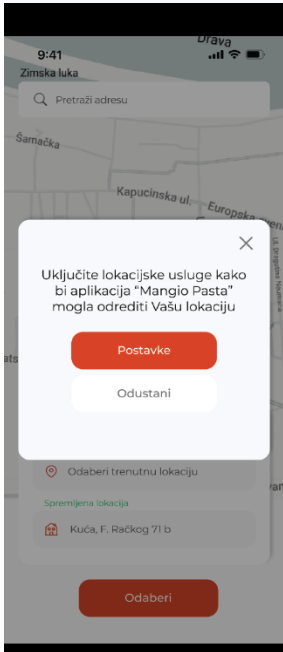 Drava
9:41
Zimska luka
Pretraži adresu
Šamačka
Kapucinska ul.
Europska
Uključite lokacijske usluge kako
bi aplikacija “Mangio Pasta”
mogla odrediti Vašu lokaciju
Postavke
Odustani
Odaberi trenutnu lokaciju
Spremljena lokacija
Kuća, F. Račkog 71 b
Odaberi